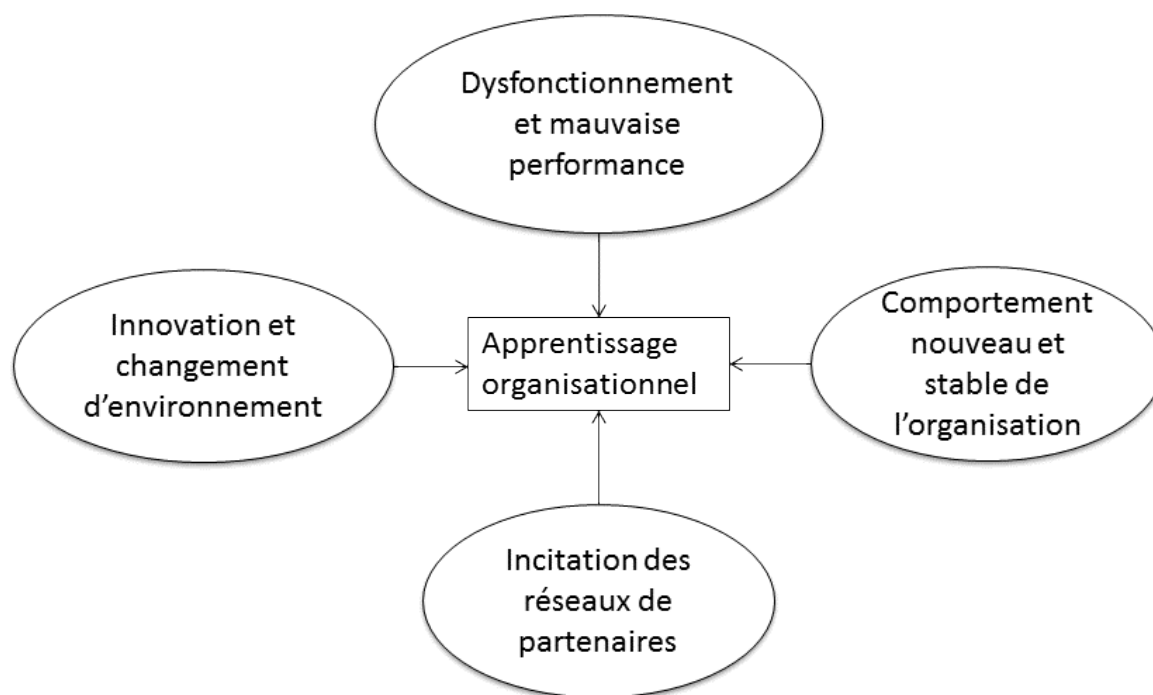 Dysfonctionnement
et mauvaise
performance
Innovation et
changement
d’environnement
Apprentissage
organisationnel
Comportement
nouveau et
stable de
l’organisation
Incitation des
réseaux de
partenaires